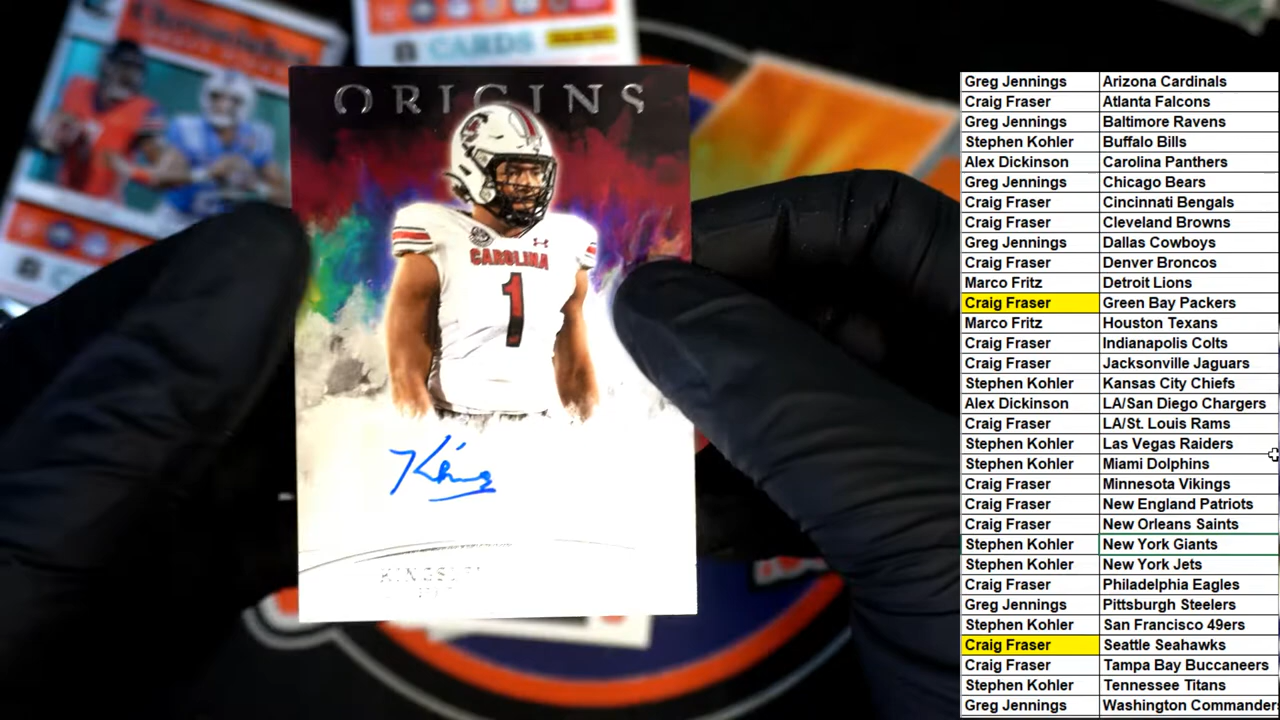 CARDS
PANINI
ORIGINS
CAROLINA
1
Greg Jennings Arizona Cardinals
Craig Fraser Atlanta Falcons
Greg Jennings Baltimore Ravens
Stephen Kohler Buffalo Bills
Alex Dickinson Carolina Panthers
Greg Jennings Chicago Bears
Craig Fraser Cincinnati Bengals
Craig Fraser Cleveland Browns
Greg Jennings Dallas Cowboys
Craig Fraser Denver Broncos
Marco Fritz Detroit Lions
Craig Fraser Green Bay Packers
Marco Fritz Houston Texans
Craig Fraser Indianapolis Colts
Craig Fraser Jacksonville Jaguars
Stephen Kohler Kansas City Chiefs
Alex Dickinson LA/San Diego Chargers
Craig Fraser LA/St. Louis Rams
Stephen Kohler Las Vegas Raiders
Stephen Kohler Miami Dolphins
Craig Fraser Minnesota Vikings
Craig Fraser New England Patriots
Craig Fraser New Orleans Saints
Stephen Kohler New York Giants
Stephen Kohler New York Jets
Craig Fraser Philadelphia Eagles
Greg Jennings Pittsburgh Steelers
Stephen Kohler San Francisco 49ers
Craig Fraser Seattle Seahawks
Craig Fraser Tampa Bay Buccaneers
Stephen Kohler Tennessee Titans
Greg Jennings Washington Commander